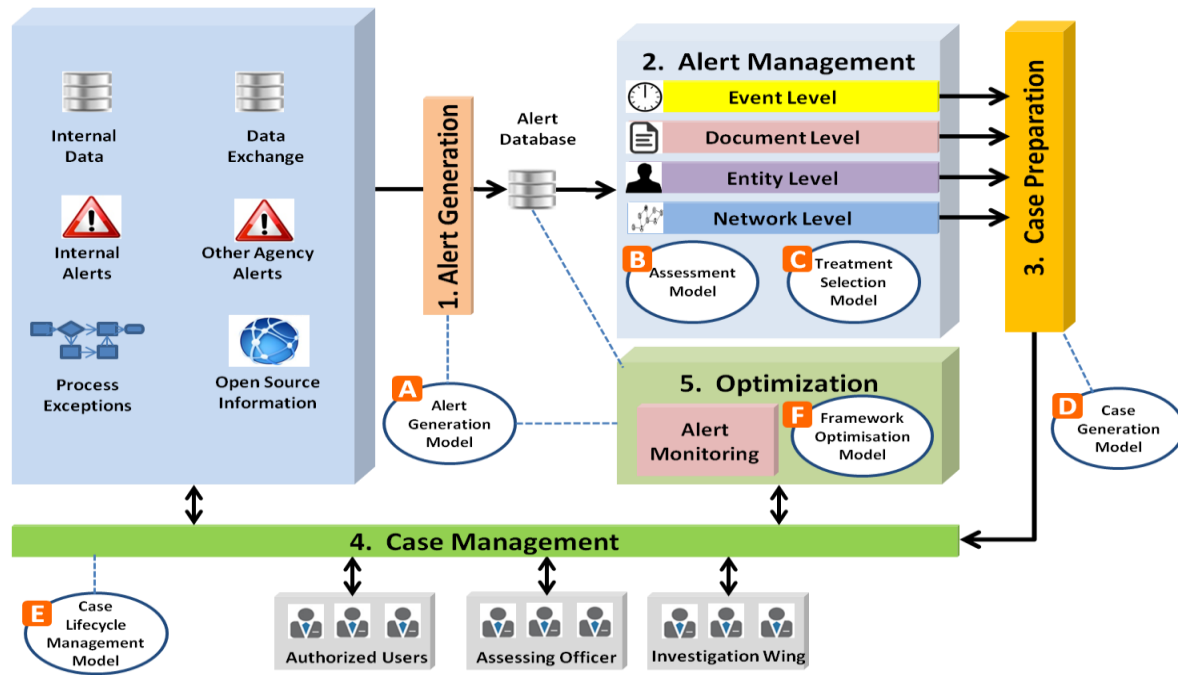 Internal
Data
Data
Exchange
Internal
Alerts
Other Agency
Alerts
Process
Exceptions
Open Source
Information
1. Alert Generation
Alert
Database
2. Alert Management
Event Level
Document Level
Entity Level
Network Level
B
Assessment
Model
C
Treatment
Selection
Model
3. Case Preparation
A
Alert
Generation
Model
5. Optimization
Alert
Monitoring
F
Framework
Optimisation
Model
D
Case
Generation
Model
4. Case Management
E
Case
Lifecycle
Management
Model
Authorized Users
Assessing Officer
Investigation Wing